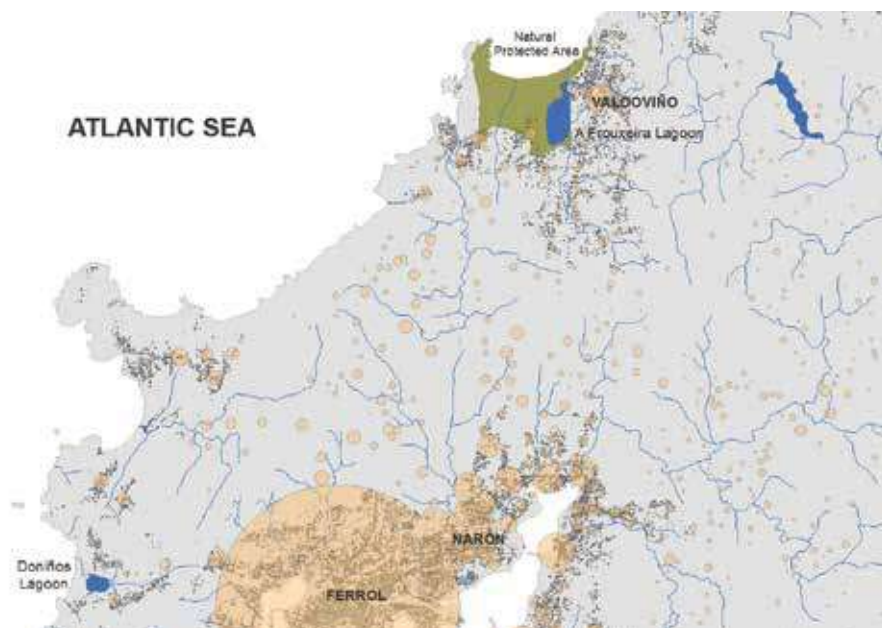 Natural
Protected Area
VALDOVIÑO
ATLANTIC SEA
A Frouxeira Lagoon
NARÓN
Doniños
Lagoon
FERROL